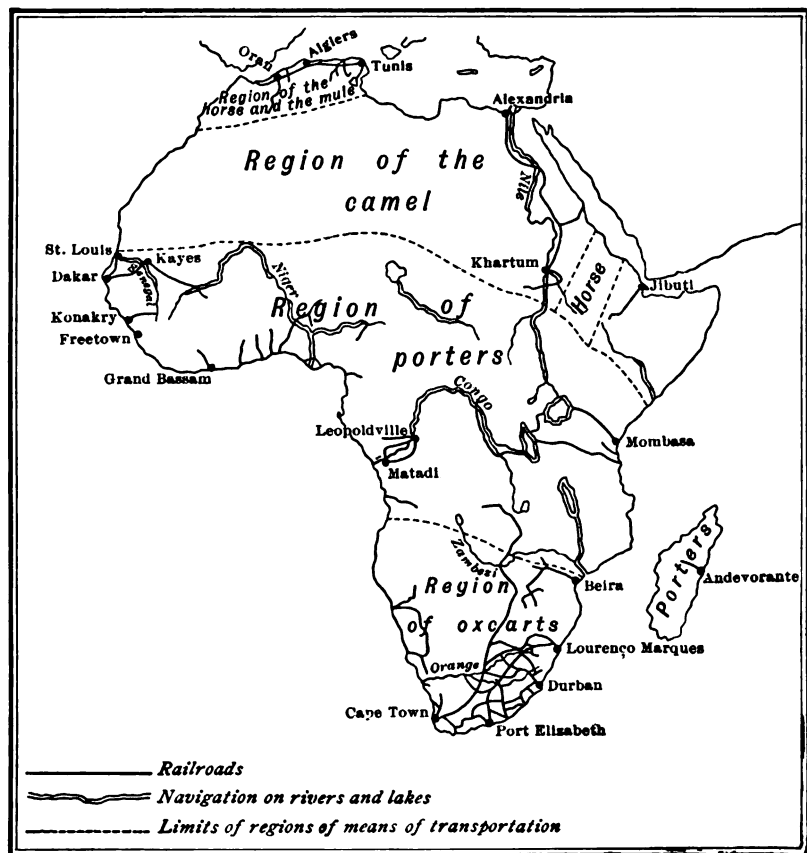 Oran
Algiers
Tunis
Region of the
horse and the mule
Alexandria
Region of the
camel
Nile
St. Louis
Kayes
Dakar
Senegal
Niger
Khartum
Horse
Jibuti
Konakry
Region of
Freetown
porters
Grand Bassam
Congo
Leopoldville
Mombasa
Matadi
Porters
Zambezi
Andevorante
Region
Beira
of oxcarts
Lourenço Marques
Orange
Durban
Cape Town
Port Elizabeth
Railroads
Navigation on rivers and lakes
Limits of regions of means of transportation